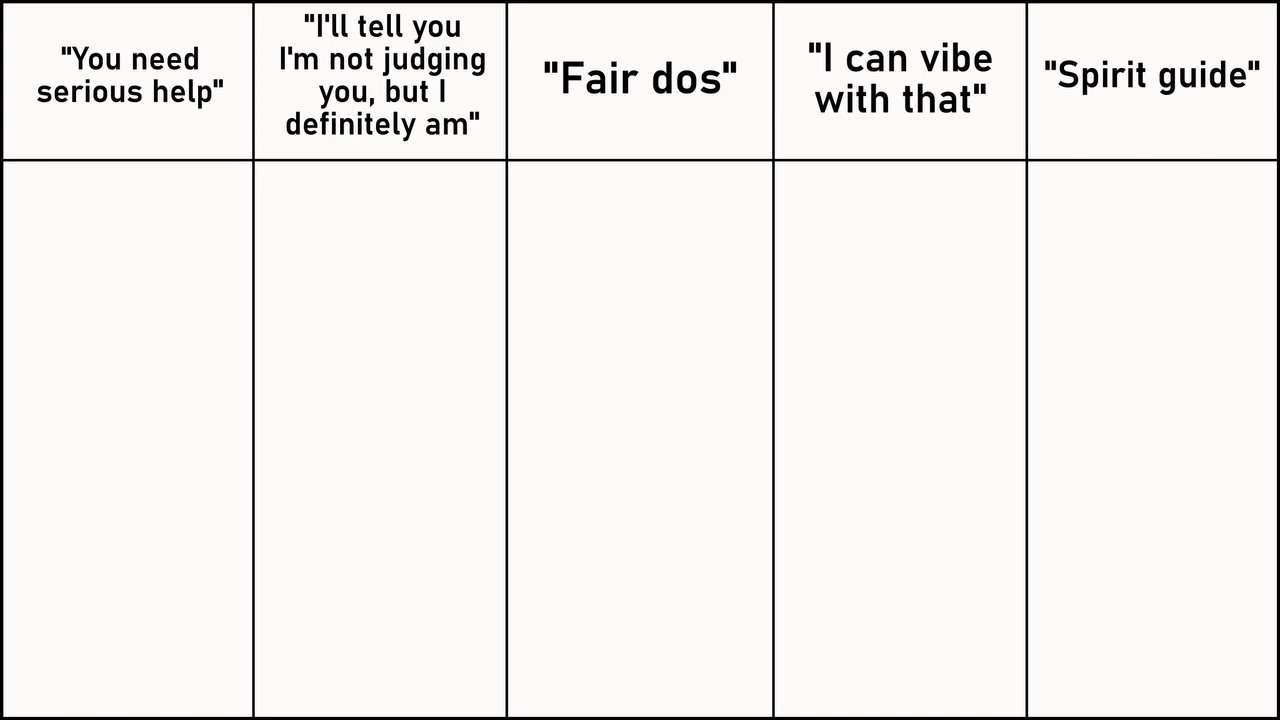 "You need
serious help"
"I'll tell you
I'm not judging
you, but I
definitely am"
"Fair dos"
"I can vibe
with that"
"Spirit guide"